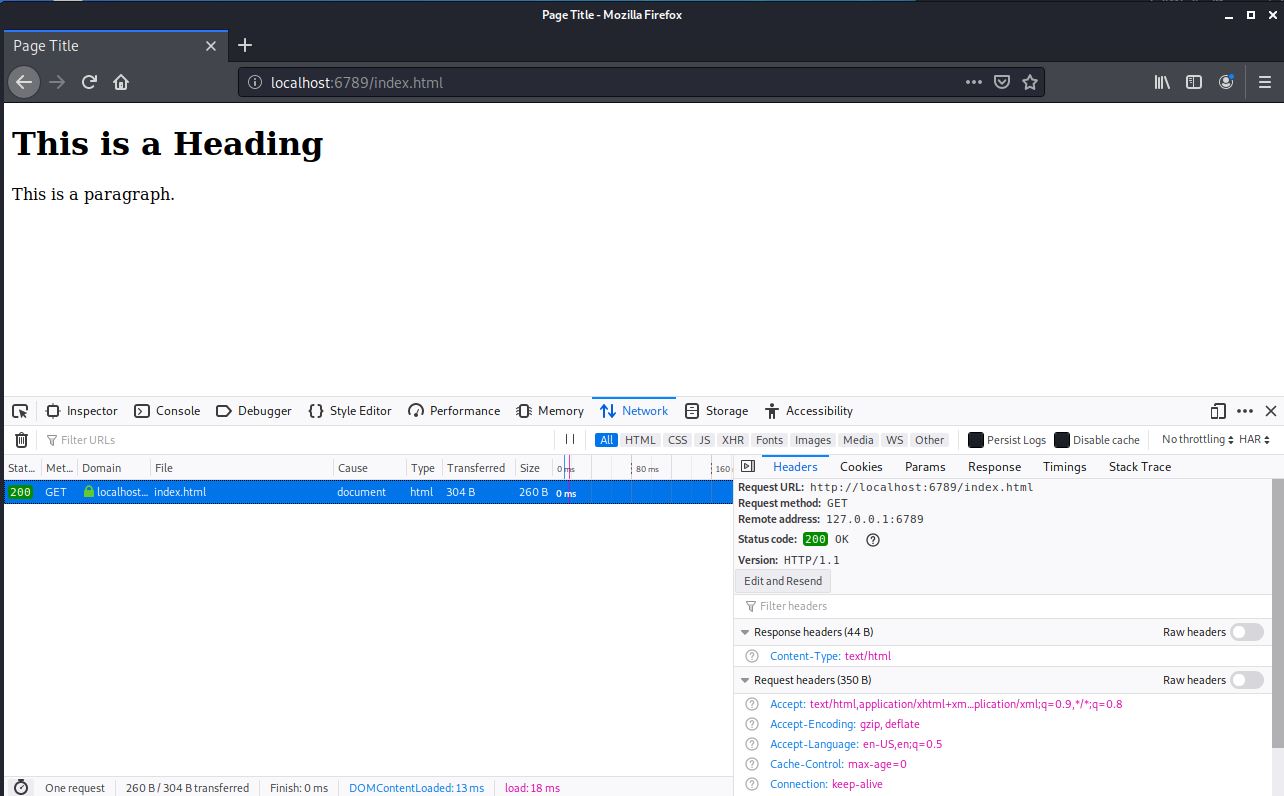 Page Title - Mozilla Firefox
Page Title
localhost:6789/index.html
This is a Heading
This is a paragraph.
Inspector Console Debugger Style Editor Performance Memory Network Storage Accessibility
Filter URLs All HTML CSS JS XHR Fonts Images Media WS Other Persist Logs Disable cache No throttling HAR
Stat... Met... Domain File Cause Type Transferred Size 0 ms 80 ms 160
200 GET localhost... index.html document html 304 B 260 B 0 ms
Headers Cookies Params Response Timings Stack Trace
Request URL: http://localhost:6789/index.html
Request method: GET
Remote address: 127.0.0.1:6789
Status code: 200 OK
Version: HTTP/1.1
Edit and Resend
Filter headers
Response headers (44 B) Raw headers
Content-Type: text/html
Request headers (350 B) Raw headers
Accept: text/html,application/xhtml+xm...plication/xml;q=0.9,*/*;q=0.8
Accept-Encoding: gzip, deflate
Accept-Language: en-US,en;q=0.5
Cache-Control: max-age=0
Connection: keep-alive
One request 260 B / 304 B transferred Finish: 0 ms DOMContentLoaded: 13 ms load: 18 ms